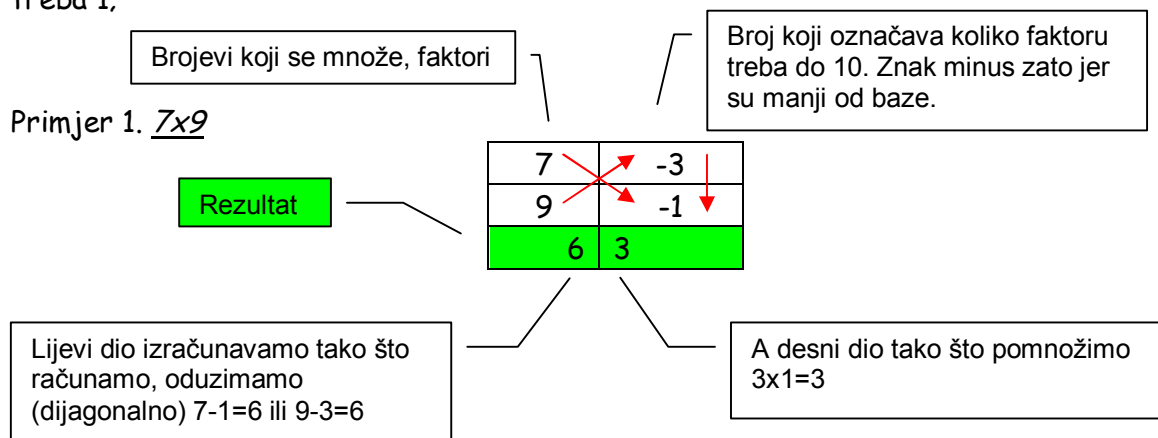 Treba 1,
Brojevi koji se množe, faktori
Broj koji označava koliko faktoru
treba do 10. Znak minus zato jer
su manji od baze.
Primjer 1. 7x9
7 -3
9 -1
Rezultat
6 3
Lijevi dio izračunavamo tako što
računamo, oduzimamo
(dijagonalno) 7-1=6 ili 9-3=6
A desni dio tako što pomnožimo
3x1=3